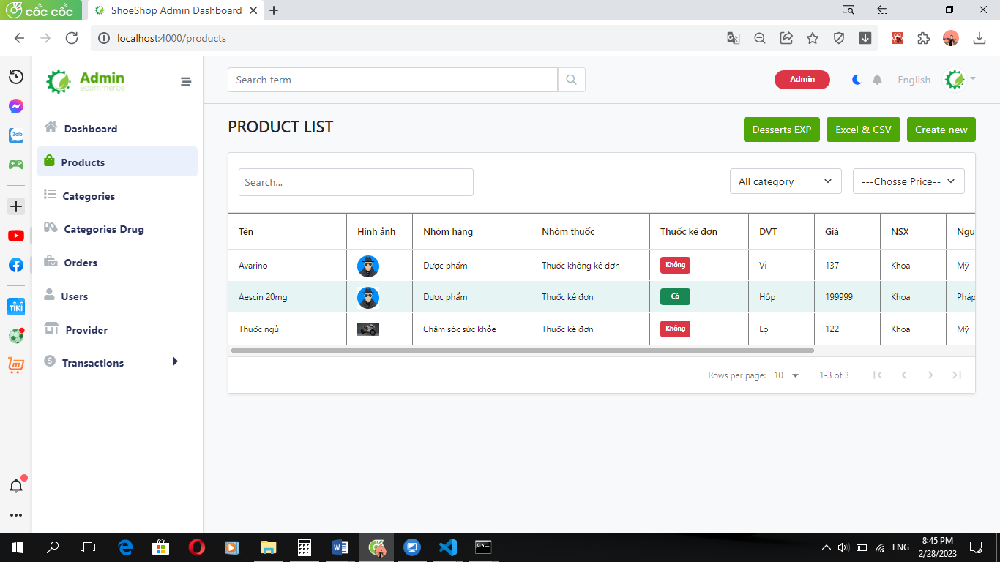 cốc cốc
ShoeShop Admin Dashboard
localhost:4000/products
Admin
ecommerce
Search term
Admin
English
Dashboard
Products
Categories
Categories Drug
Orders
Users
Provider
Transactions
Zalo
TIKI
PRODUCT LIST
Desserts EXP
Excel & CSV
Create new
Search...
All category
---Chosse Price--
Tên Hình ảnh Nhóm hàng Nhóm thuốc Thuốc kê đơn DVT Giá NSX Ngu
Avarino Dược phẩm Thuốc không kê đơn Không Vỉ 137 Khoa Mỹ
Aescin 20mg Dược phẩm Thuốc kê đơn Có Hộp 199999 Khoa Pháp
Thuốc ngủ Chăm sóc sức khỏe Thuốc kê đơn Không Lọ 122 Khoa Mỹ
Rows per page: 10 1-3 of 3
ENG
8:45 PM
2/28/2023